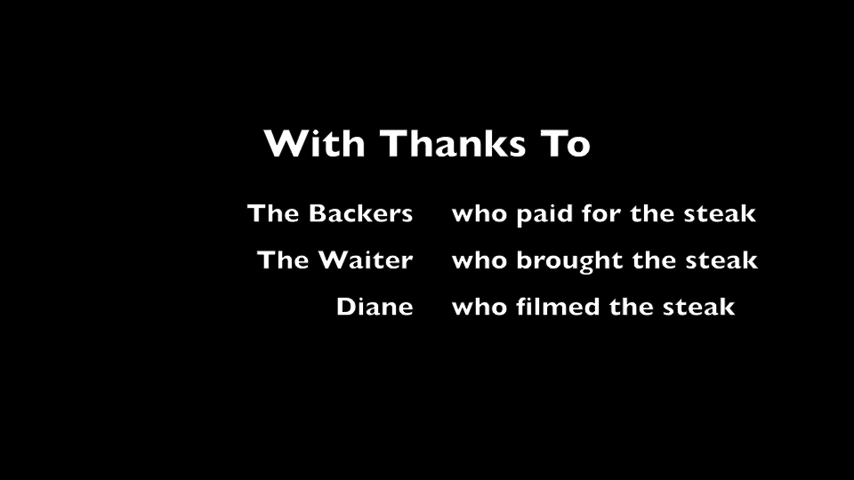 With Thanks To
The Backers who paid for the steak
The Waiter who brought the steak
Diane who filmed the steak